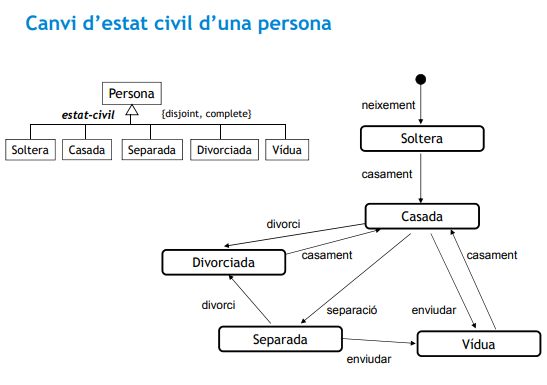 Canvi d'estat civil d'una persona
Persona
estat-civil
{disjoint, complete}
Soltera
Casada
Separada
Divorciada
Vídua
neixement
Soltera
casament
Casada
divorci
Divorciada
casament
casament
divorci
separació
enviudar
Separada
Vídua
enviudar